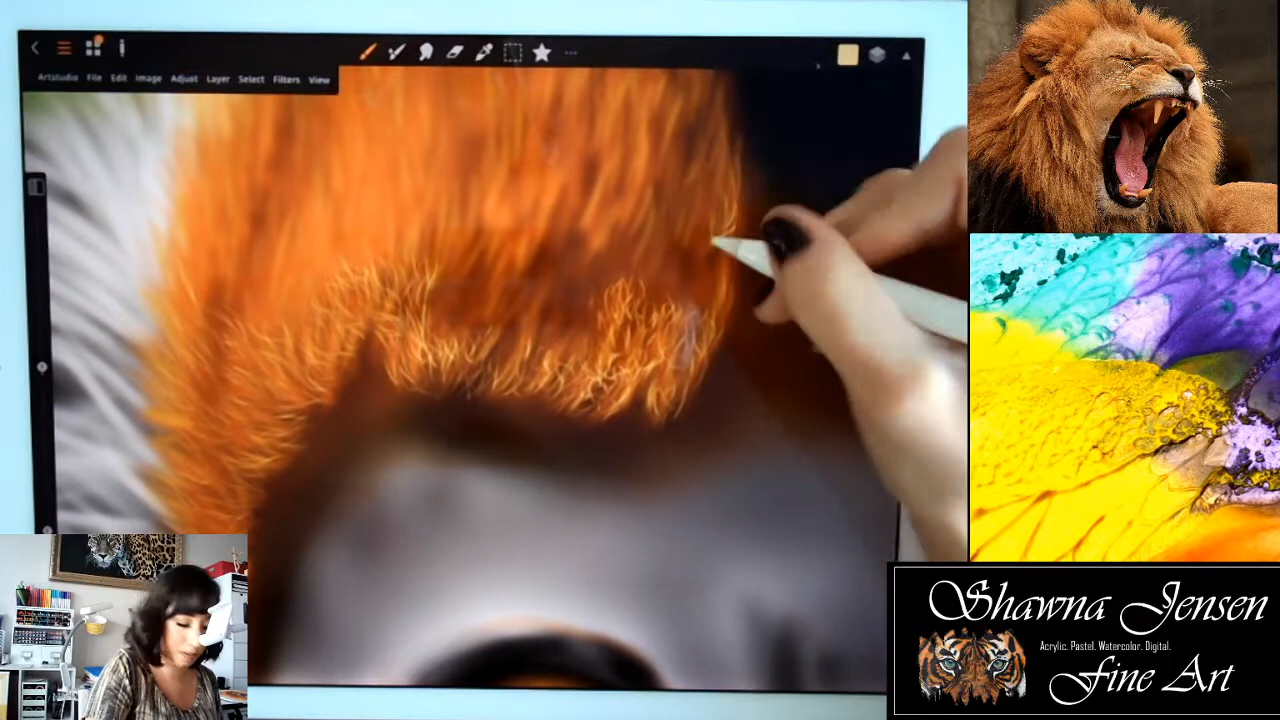 Artstudio File Edit Image Adjust Layer Select Filters View
Shawna Jensen
Acrylic. Pastel. Watercolor. Digital.
Fine Art